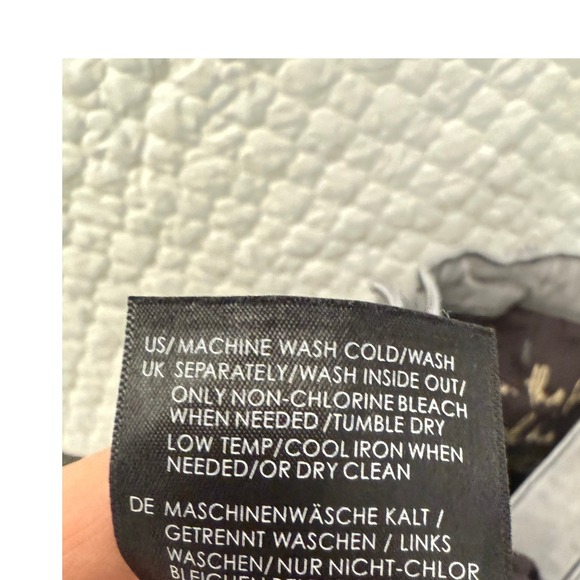 US/ MACHINE WASH COLD/WASH
UK SEPARATELY/WASH INSIDE OUT/
ONLY NON-CHLORINE BLEACH
WHEN NEEDED /TUMBLE DRY
LOW TEMP/COOL IRON WHEN
NEEDED/OR DRY CLEAN
DE MASCHINENWÄSCHE KALT /
GETRENNT WASCHEN / LINKS
WASCHEN/ NUR NICHT-CHLOR